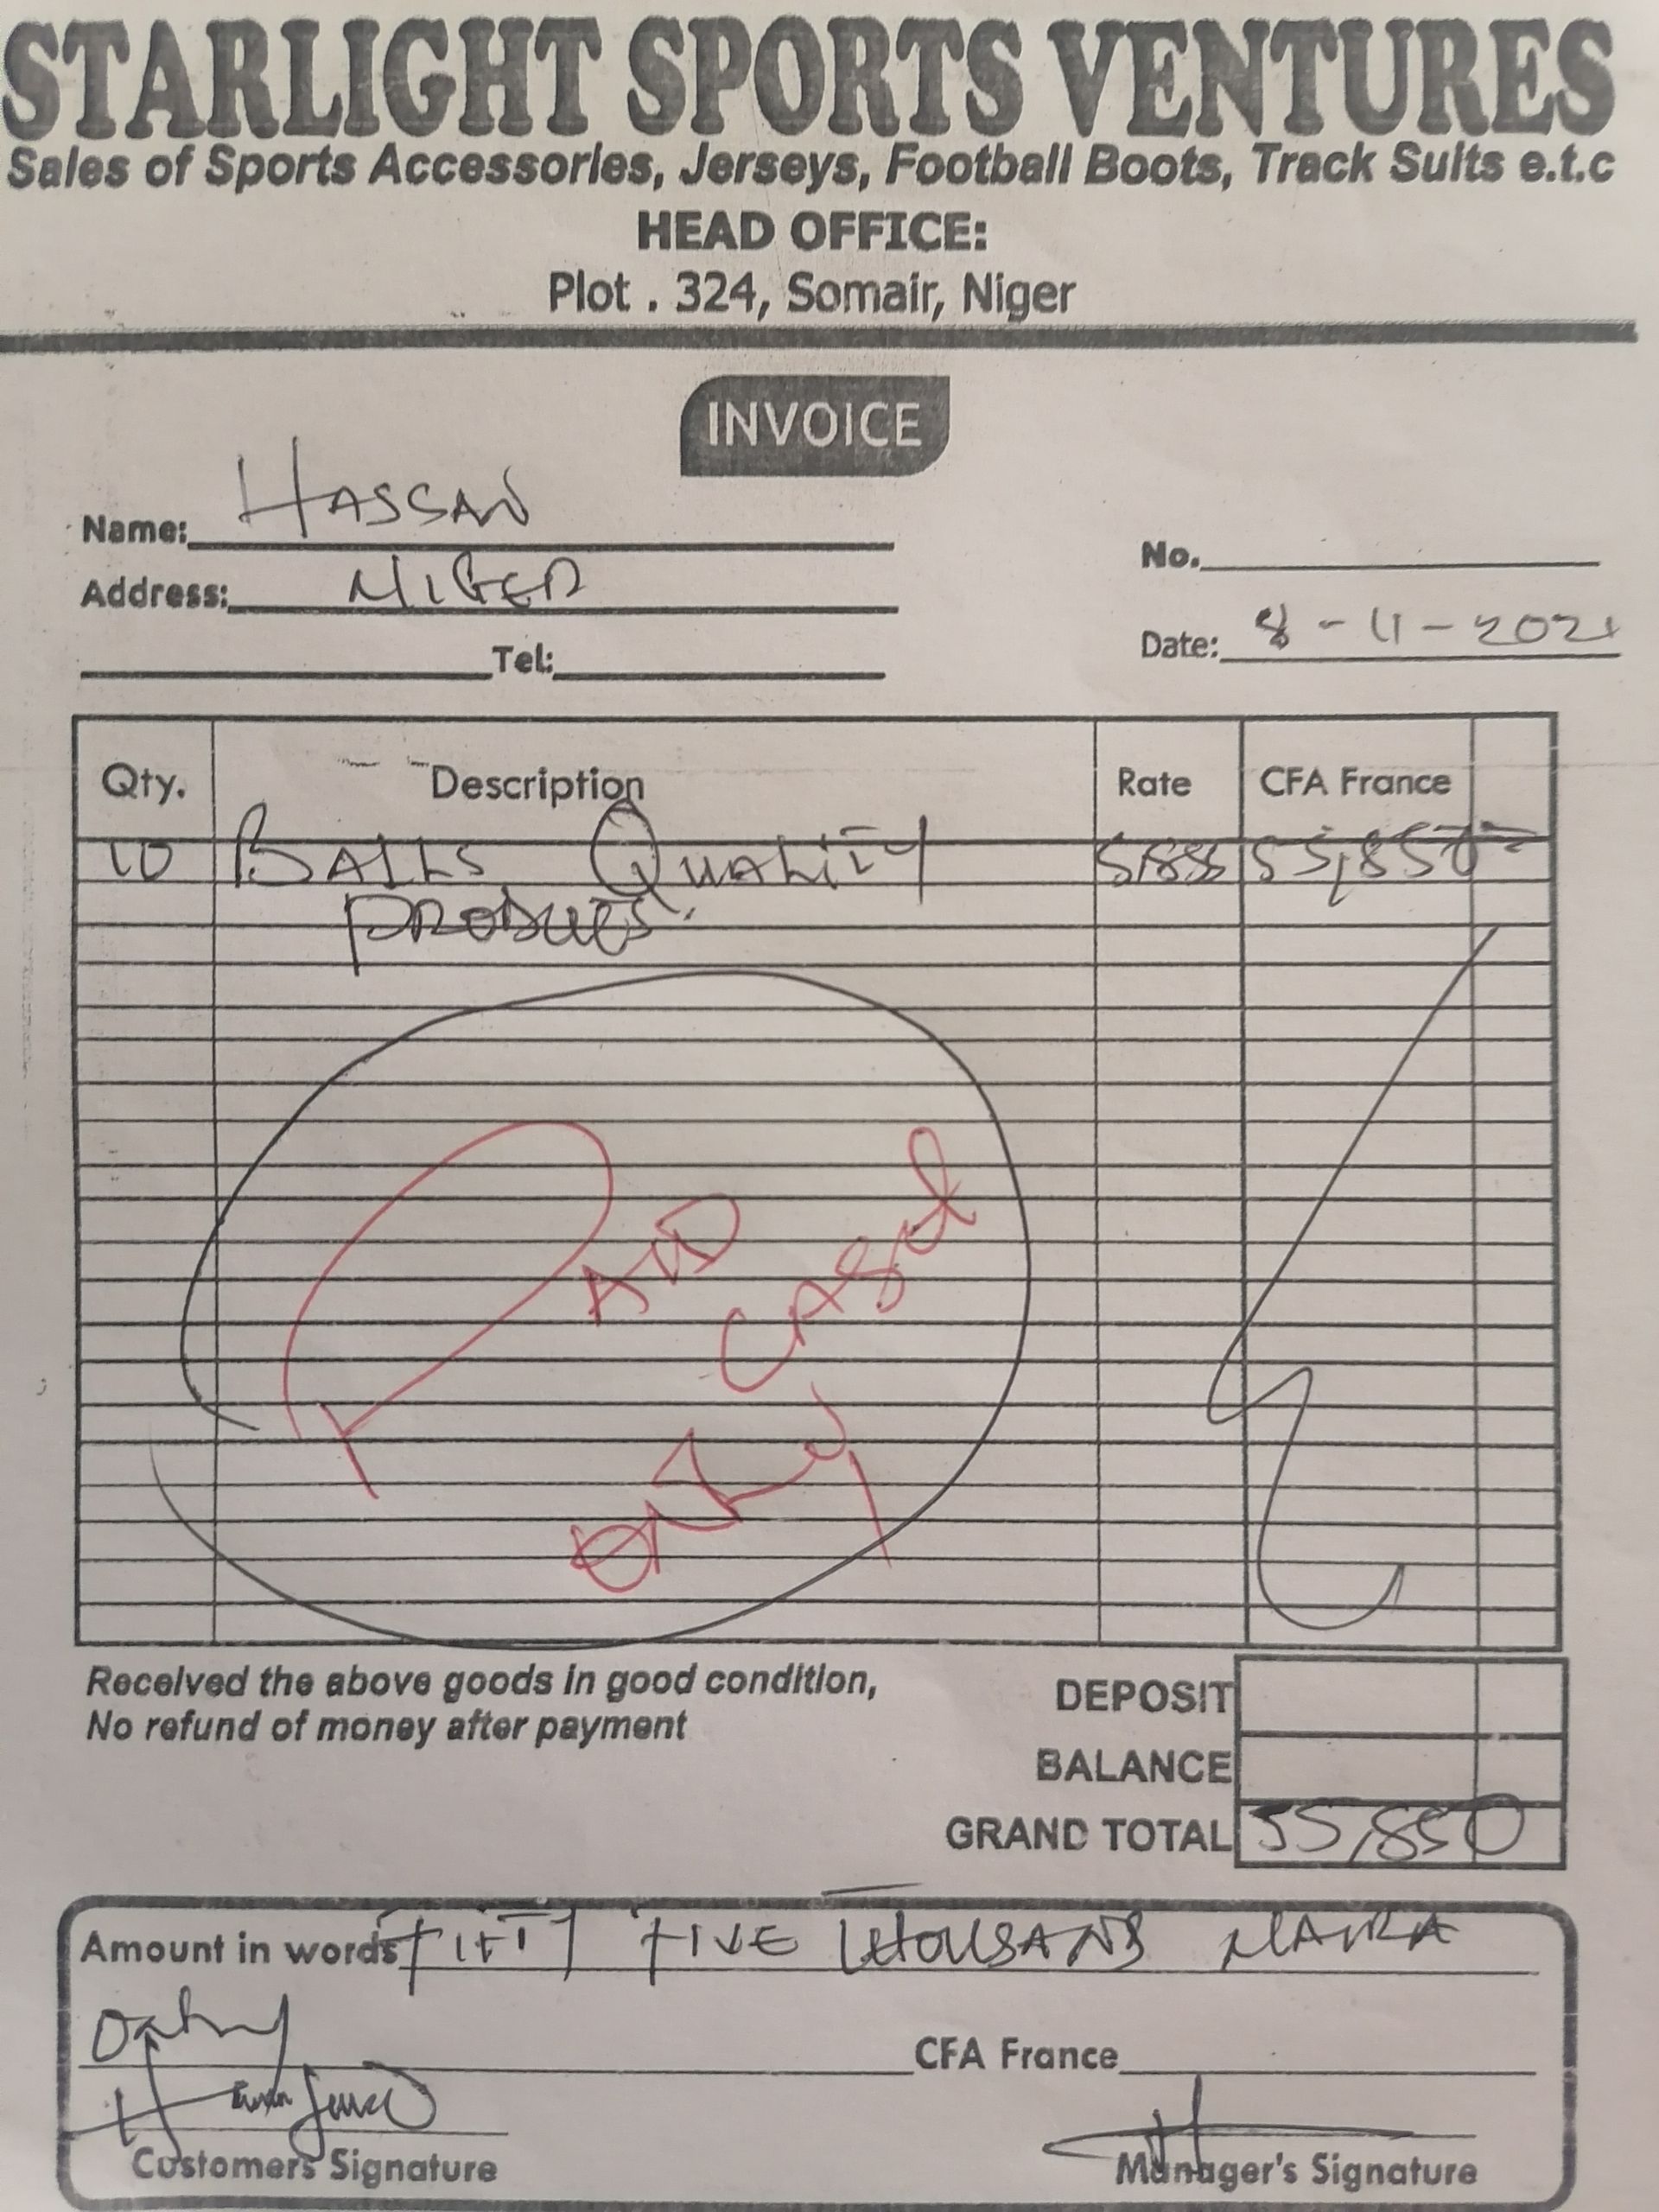 STARLIGHT SPORTS VENTURES
Sales of Sports Accessories, Jerseys, Football Boots, Track Suits e.t.c
HEAD OFFICE:
Plot . 324, Somair, Niger
INVOICE
Name: HASSAN
Address: NIGER
Tel:
No.
Date: 8-11-2021
Qty. Description Rate CFA France
10 BALLS QUALITY 55,850
PRODUCTS.
PAID
CASH
ONLY
Received the above goods in good condition,
No refund of money after payment
DEPOSIT
BALANCE
GRAND TOTAL 55,850
Amount in words FIFTY FIVE THOUSAND NAIRA
Only
CFA France
Customers Signature
Manager's Signature